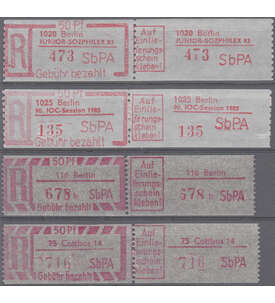 50 Pf
1020 Berlin
JUNIOR-SOZPHILEX 85
R 473 SbPA
Gebühr bezahlt
Auf
Einlie-
ferungs-
schein
kleben!
1020 Berlin
JUNIOR-SOZPHILEX 85
473 SbPA
50 Pf
1025 Berlin
90. IOC-Session 1985
R 135 SbPA
Gebühr bezahlt
Auf
Einlie-
ferungs-
schein
kleben!
1025 Berlin
90. IOC-Session 1985
135 SbPA
50 Pf
116 Berlin
R 678 b SbPA
Gebühr bezahlt
Auf
Einlie-
ferungs-
schein
kleben!
116 Berlin
678 b SbPA
50 Pf
75 Cottbus 14
R 716 SbPA
Gebühr bezahlt
Auf
Einlie-
ferungs-
schein
kleben!
75 Cottbus 14
716 SbPA